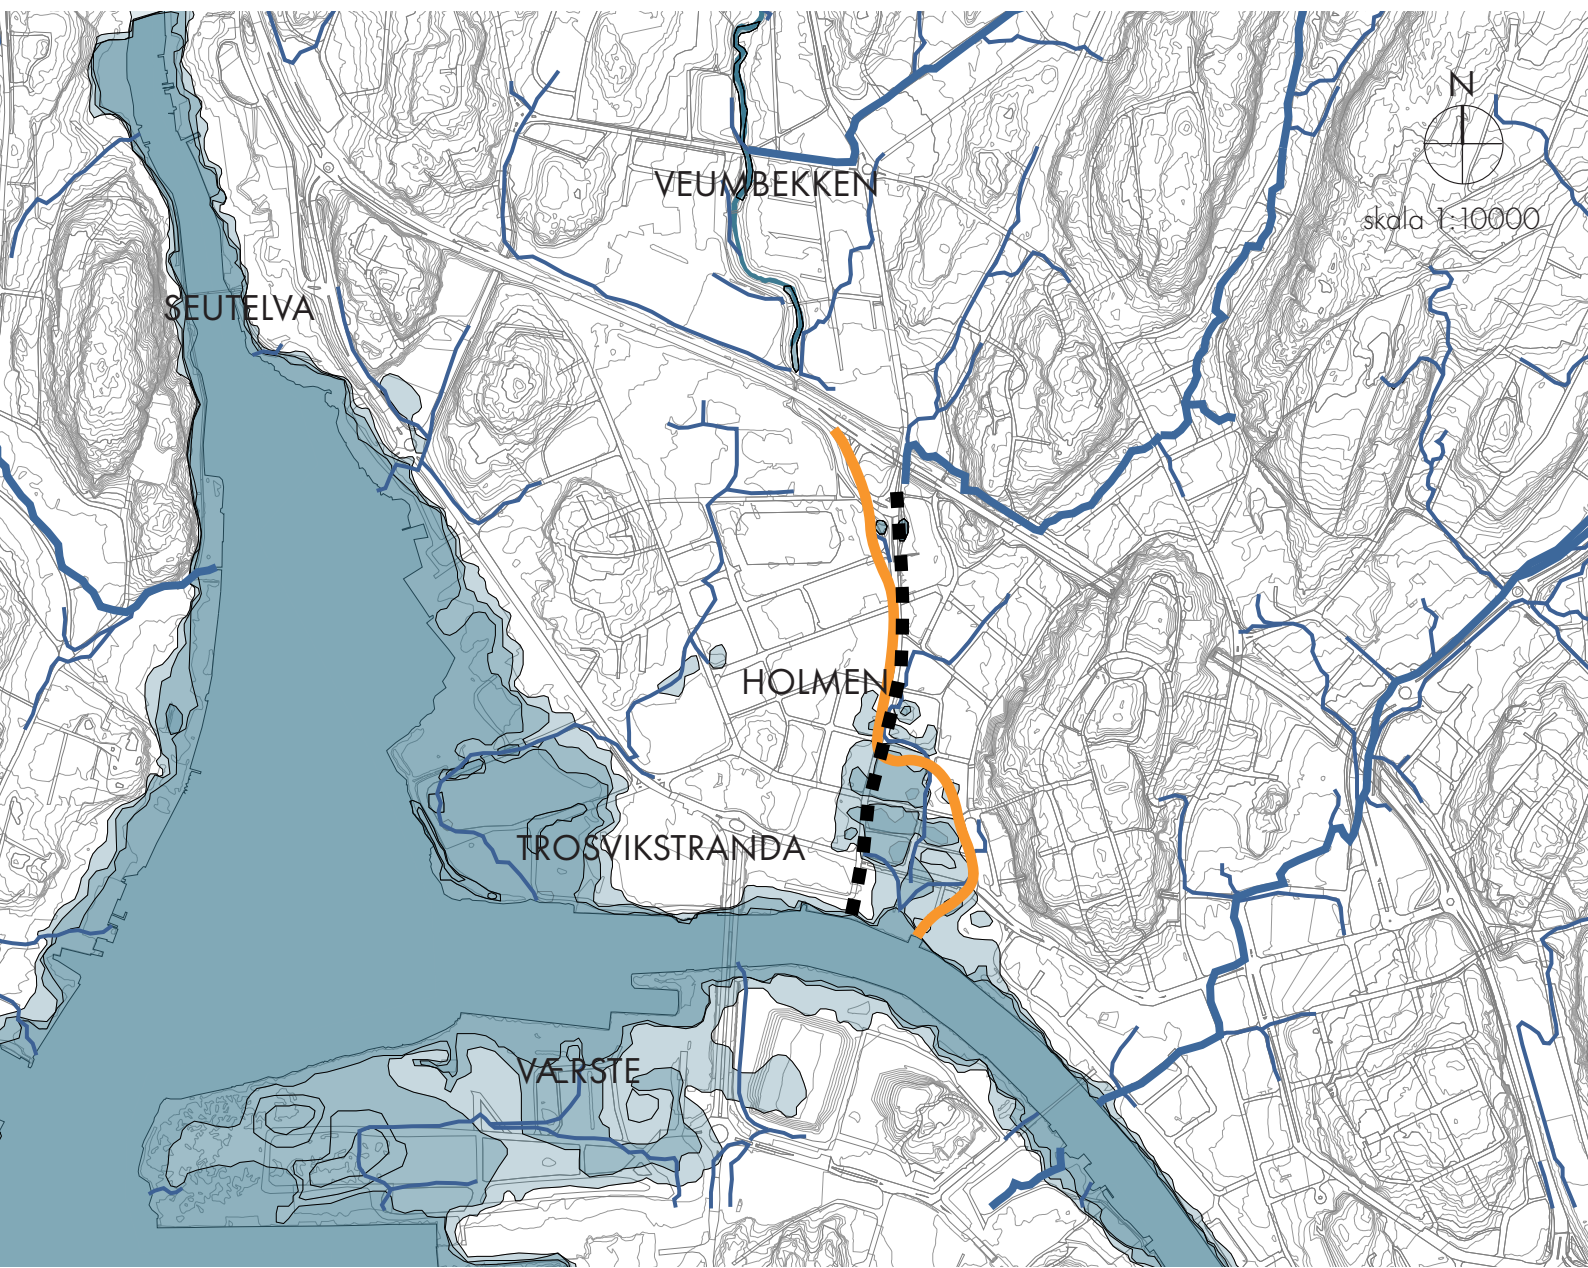 N
VEUMBEKKEN
skala 1:10000
SEUTELVA
HOLMEN
TROSVIKSTRANDA
VÆRSTE